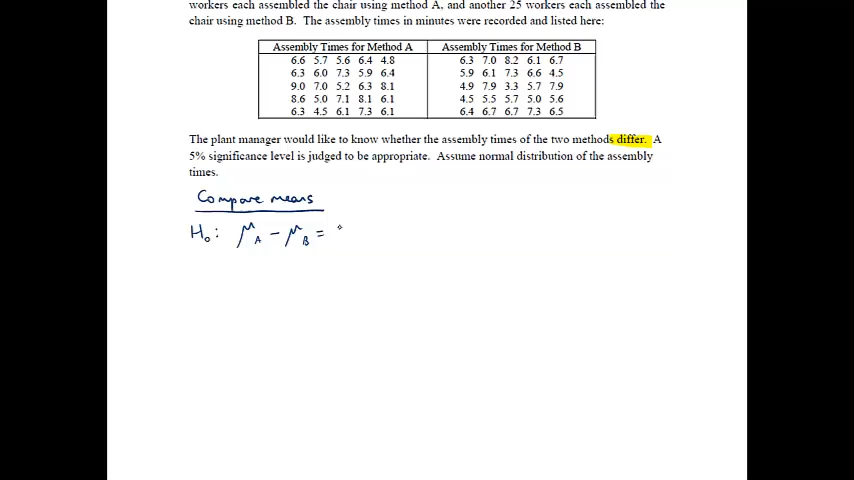 workers each assembled the chair using method A, and another 25 workers each assembled the
chair using method B. The assembly times in minutes were recorded and listed here:
Assembly Times for Method A Assembly Times for Method B
6.6 5.7 5.6 6.4 4.8 6.3 7.0 8.2 6.1 6.7
6.3 6.0 7.3 5.9 6.4 5.9 6.1 7.3 6.6 4.5
9.0 7.0 5.2 6.3 8.1 4.9 7.9 3.3 5.7 7.9
8.6 5.0 7.1 8.1 6.1 4.5 5.5 5.7 5.0 5.6
6.3 4.5 6.1 7.3 6.1 6.4 6.7 6.7 7.3 6.5
The plant manager would like to know whether the assembly times of the two methods differ. A
5% significance level is judged to be appropriate. Assume normal distribution of the assembly
times.
Compare means
H₀: μ_A - μ_B =